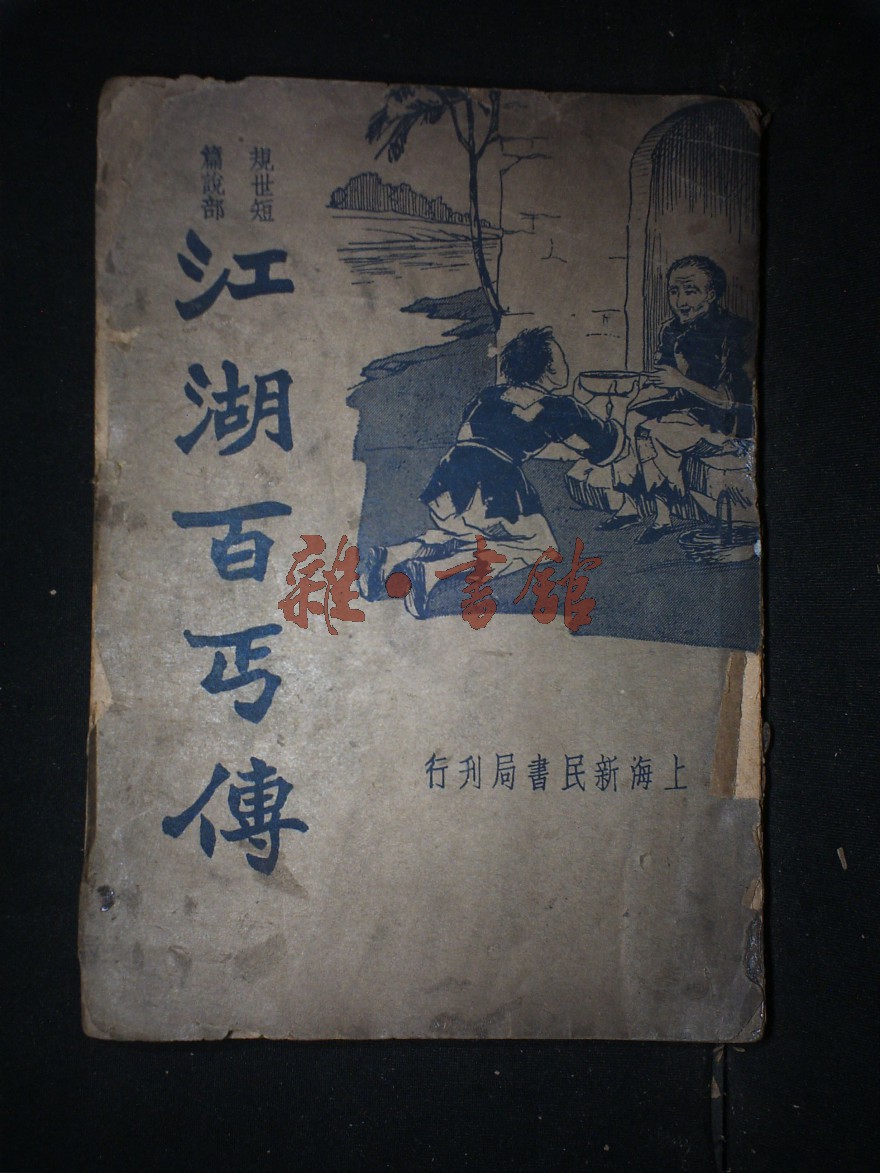 規世短
篇說部
江湖百丐傳
上海新民書局刊行
雜·書館